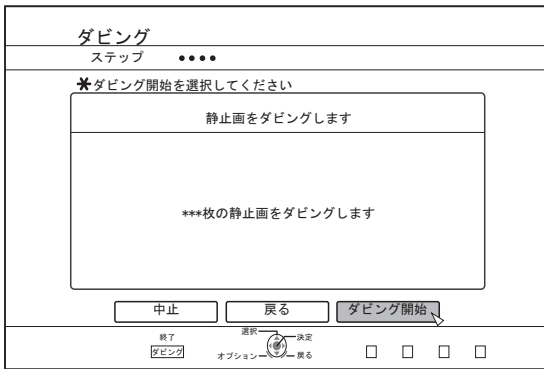 ダビング
ステップ
*ダビング開始を選択してください
静止画をダビングします
***枚の静止画をダビングします
中止 戻る ダビング開始
終了 選択 決定
ダビング オプション 戻る